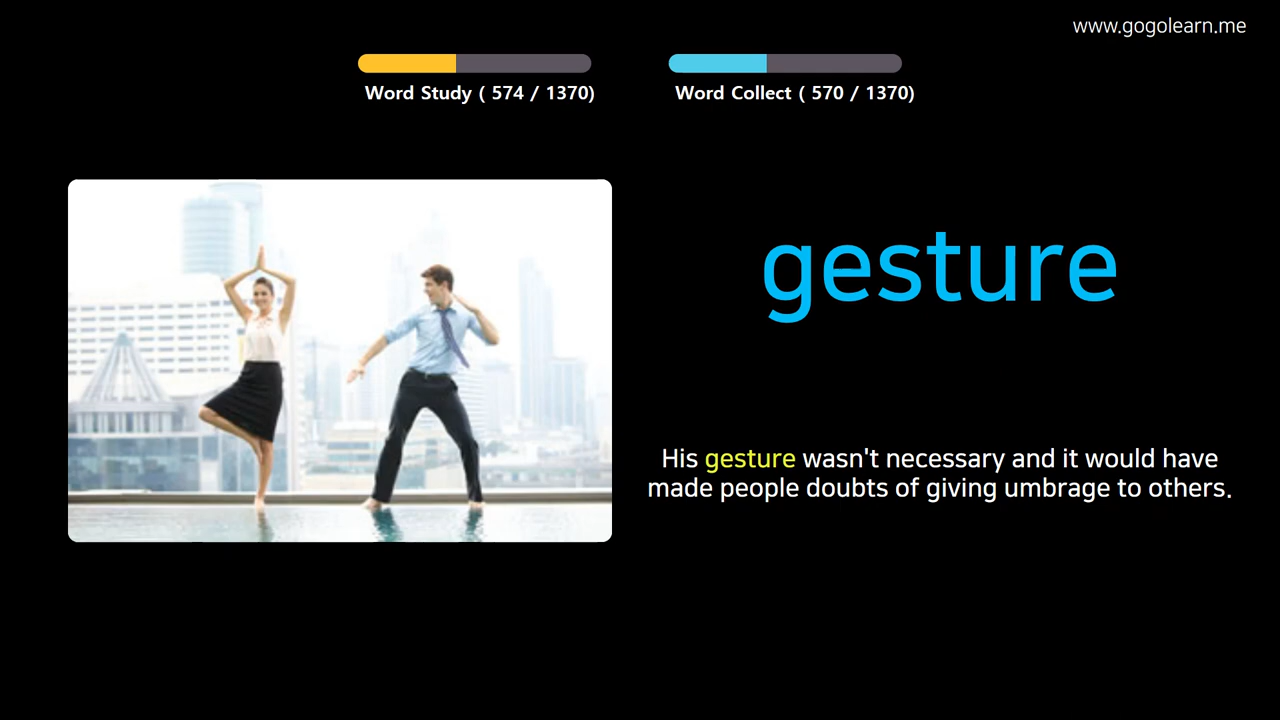 www.gogolearn.me
Word Study ( 574 / 1370)
Word Collect ( 570 / 1370)
gesture
His gesture wasn't necessary and it would have
made people doubts of giving umbrage to others.